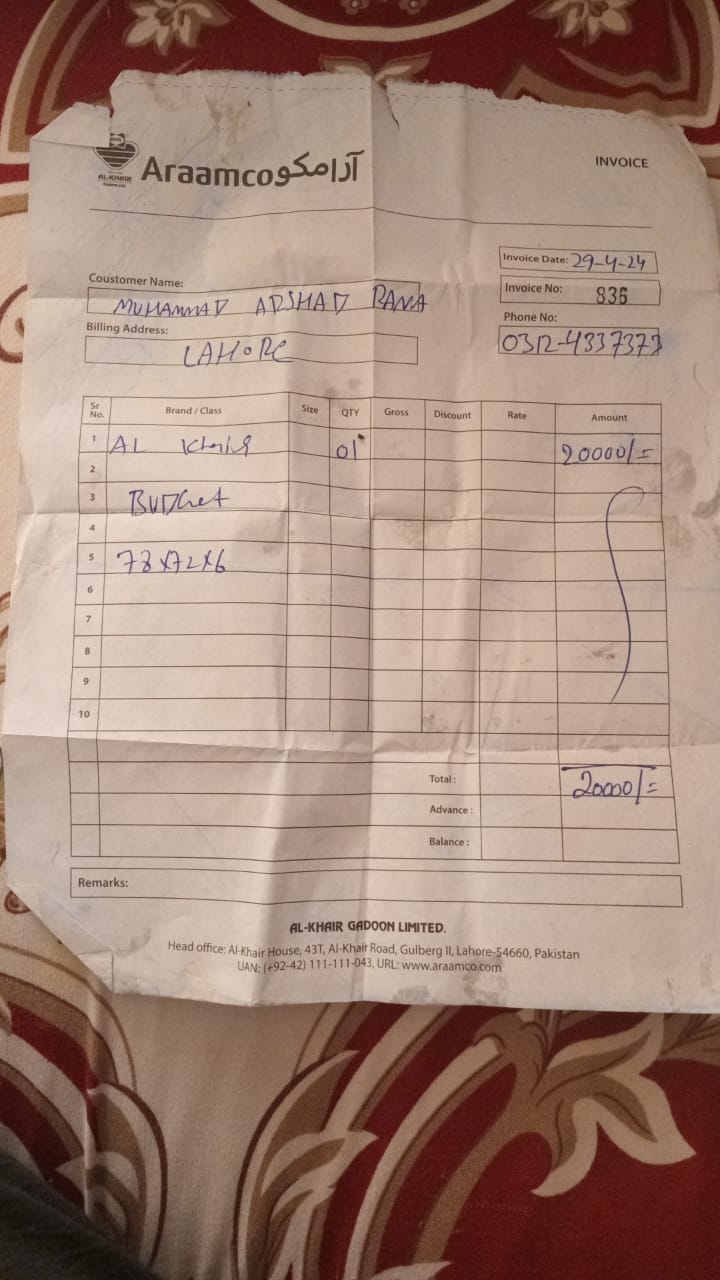 AL-KHAIR
Araamco آرامكو
INVOICE
Invoice Date: 29-4-24
Coustomer Name:
Invoice No: 836
MUHAMMAD ARSHAD RANA
Billing Address:
Phone No:
LAHORE
0312-4337373
Sr No. Brand / Class Size QTY Gross Discount Rate Amount
1 AL Khair 01 20000/=
2
3 BUDGet
4
5 78x72x6
6
7
8
9
10
Total: 20000/=
Advance:
Balance:
Remarks:
AL-KHAIR GADOON LIMITED.
Head office: Al-Khair House, 43T, Al-Khair Road, Gulberg II, Lahore-54660, Pakistan
UAN: (+92-42) 111-111-043, URL: www.araamco.com